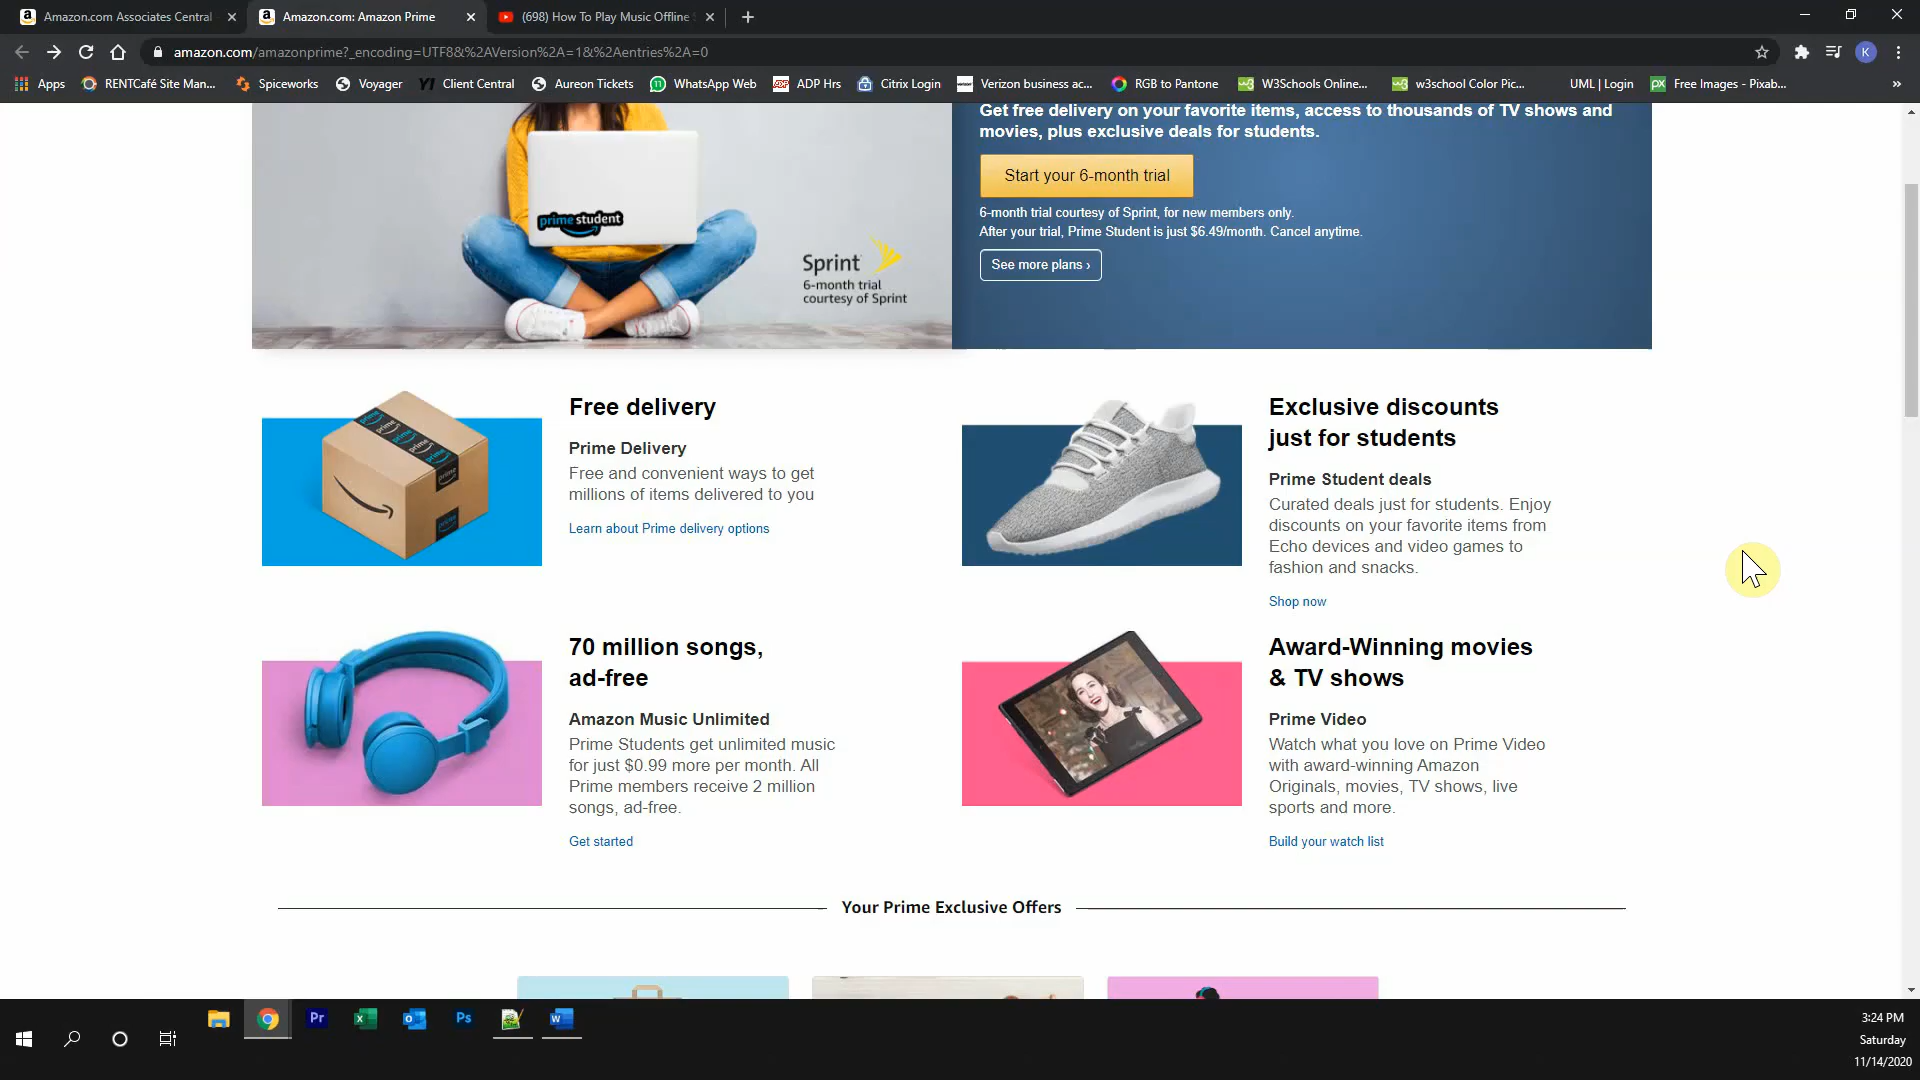 Amazon.com Associates Central
Amazon.com: Amazon Prime
(698) How To Play Music Offline
amazon.com/amazonprime?_encoding=UTF8&%2AVersion%2A=1&%2Aentries%2A=0
K
Apps
RENTCafé Site Man...
Spiceworks
Voyager
Client Central
Aureon Tickets
WhatsApp Web
ADP Hrs
Citrix Login
Verizon business ac...
RGB to Pantone
W3Schools Online...
w3school Color Pic...
UML | Login
Free Images - Pixab...
»
Get free delivery on your favorite items, access to thousands of TV shows and
movies, plus exclusive deals for students.
Start your 6-month trial
6-month trial courtesy of Sprint, for new members only.
After your trial, Prime Student is just $6.49/month. Cancel anytime.
See more plans ›
prime student
Sprint
6-month trial
courtesy of Sprint
Free delivery
Prime Delivery
Free and convenient ways to get
millions of items delivered to you
Learn about Prime delivery options
Exclusive discounts
just for students
Prime Student deals
Curated deals just for students. Enjoy
discounts on your favorite items from
Echo devices and video games to
fashion and snacks.
Shop now
70 million songs,
ad-free
Amazon Music Unlimited
Prime Students get unlimited music
for just $0.99 more per month. All
Prime members receive 2 million
songs, ad-free.
Get started
Award-Winning movies
& TV shows
Prime Video
Watch what you love on Prime Video
with award-winning Amazon
Originals, movies, TV shows, live
sports and more.
Build your watch list
Your Prime Exclusive Offers
Pr
Ps
3:24 PM
Saturday
11/14/2020